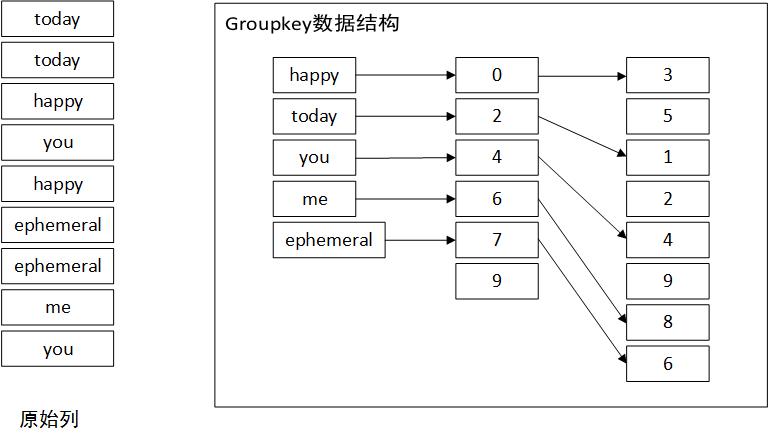 today
today
happy
you
happy
ephemeral
ephemeral
me
you
原始列
Groupkey数据结构
happy
0
3
today
2
5
you
4
1
me
6
2
ephemeral
7
4
9
9
8
6